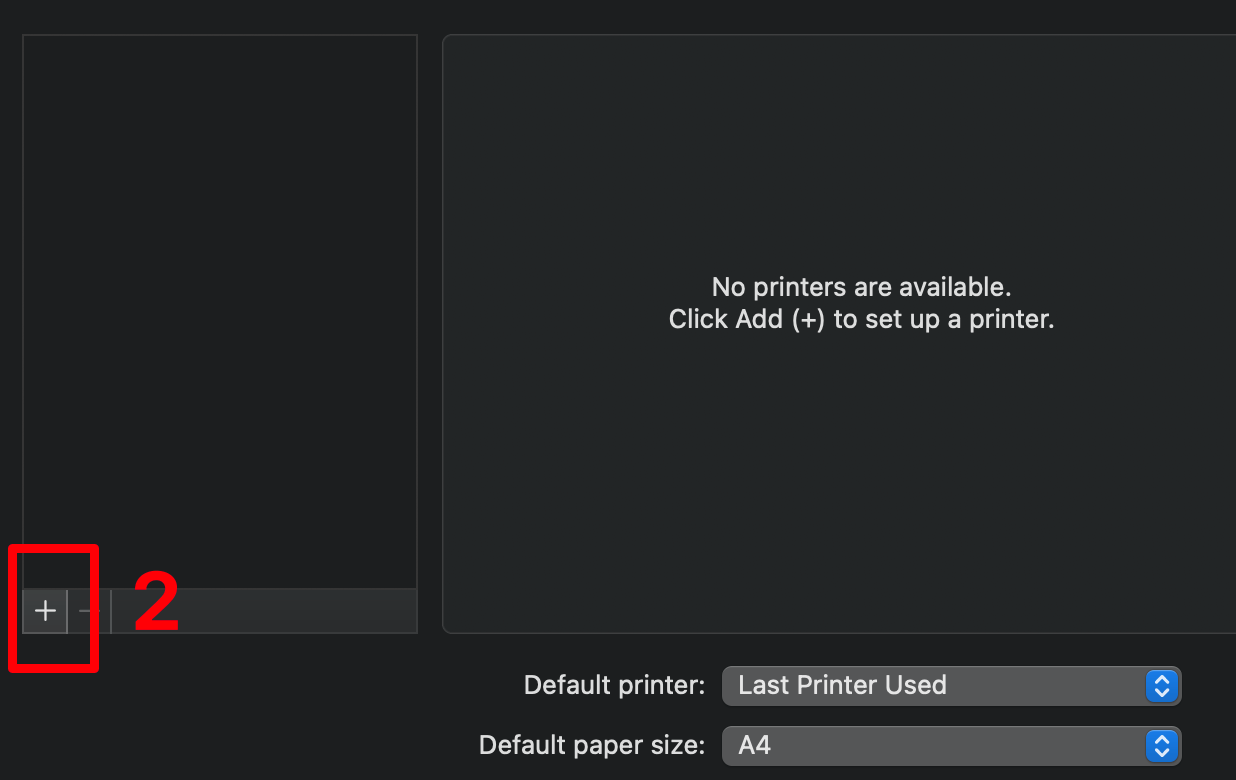 No printers are available.
Click Add (+) to set up a printer.
+ −
2
Default printer: Last Printer Used
Default paper size: A4